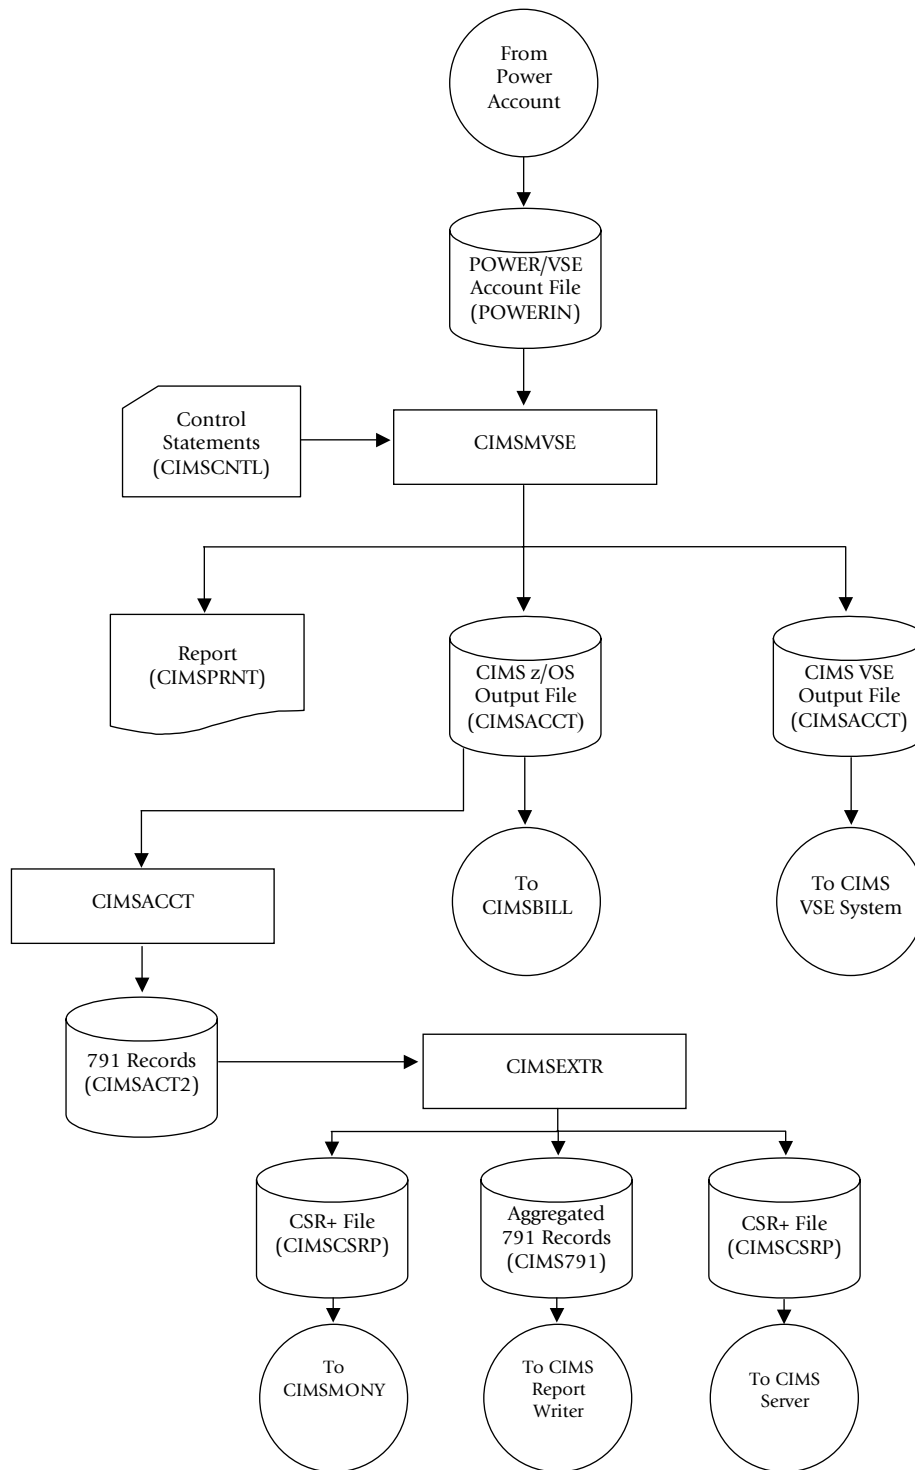 From
Power
Account
POWER/VSE
Account File
(POWERIN)
Control
Statements
(CIMSCNTL)
CIMSMVSE
Report
(CIMSPRNT)
CIMS z/OS
Output File
(CIMSACCT)
CIMS VSE
Output File
(CIMSACCT)
CIMSACCT
To
CIMSBILL
To CIMS
VSE System
791 Records
(CIMSACT2)
CIMSEXTR
CSR+ File
(CIMSCSRP)
Aggregated
791 Records
(CIMS791)
CSR+ File
(CIMSCSRP)
To
CIMSMONY
To CIMS
Report
Writer
To CIMS
Server